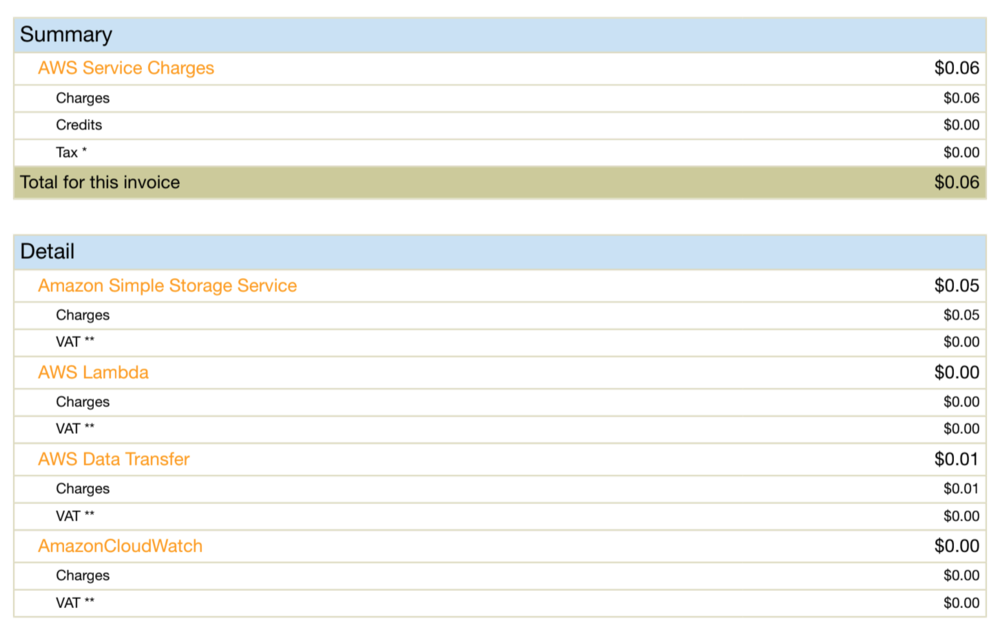 Summary
AWS Service Charges $0.06
Charges $0.06
Credits $0.00
Tax * $0.00
Total for this invoice $0.06
Detail
Amazon Simple Storage Service $0.05
Charges $0.05
VAT ** $0.00
AWS Lambda $0.00
Charges $0.00
VAT ** $0.00
AWS Data Transfer $0.01
Charges $0.01
VAT ** $0.00
AmazonCloudWatch $0.00
Charges $0.00
VAT ** $0.00